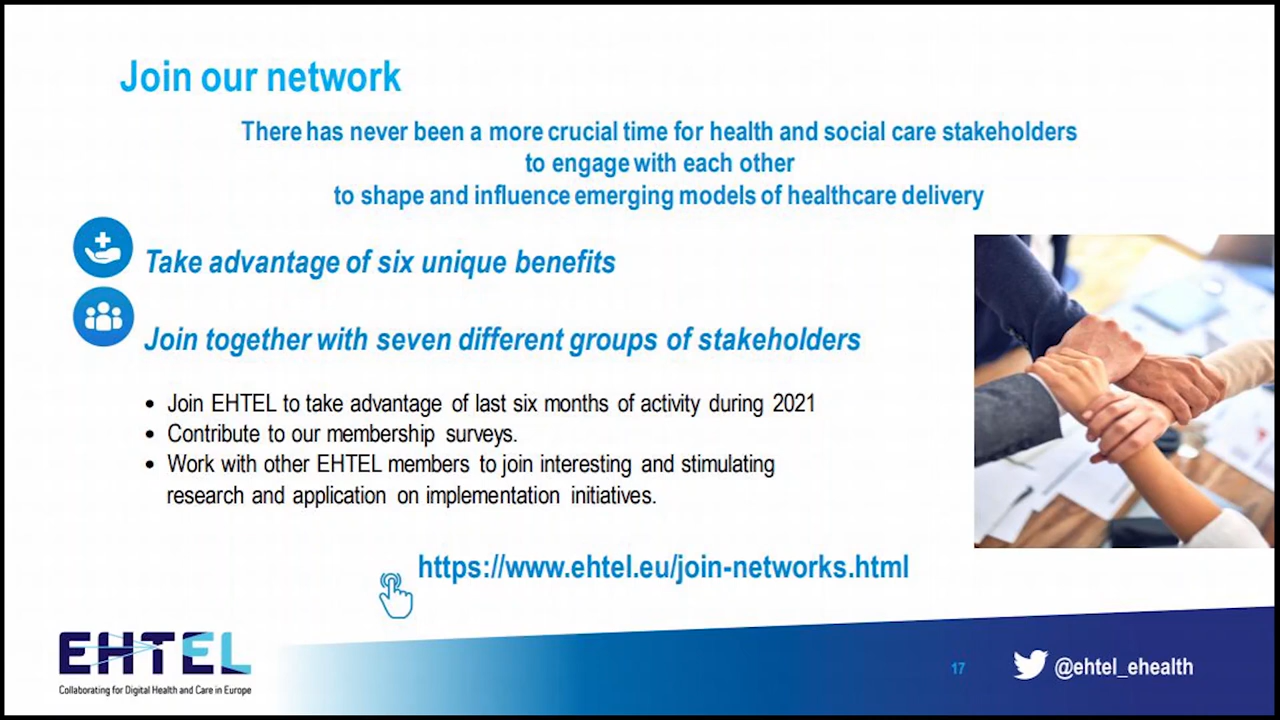 Join our network
There has never been a more crucial time for health and social care stakeholders
to engage with each other
to shape and influence emerging models of healthcare delivery
Take advantage of six unique benefits
Join together with seven different groups of stakeholders
• Join EHTEL to take advantage of last six months of activity during 2021
• Contribute to our membership surveys.
• Work with other EHTEL members to join interesting and stimulating
research and application on implementation initiatives.
https://www.ehtel.eu/join-networks.html
EHTEL
Collaborating for Digital Health and Care in Europe
17
@ehtel_ehealth